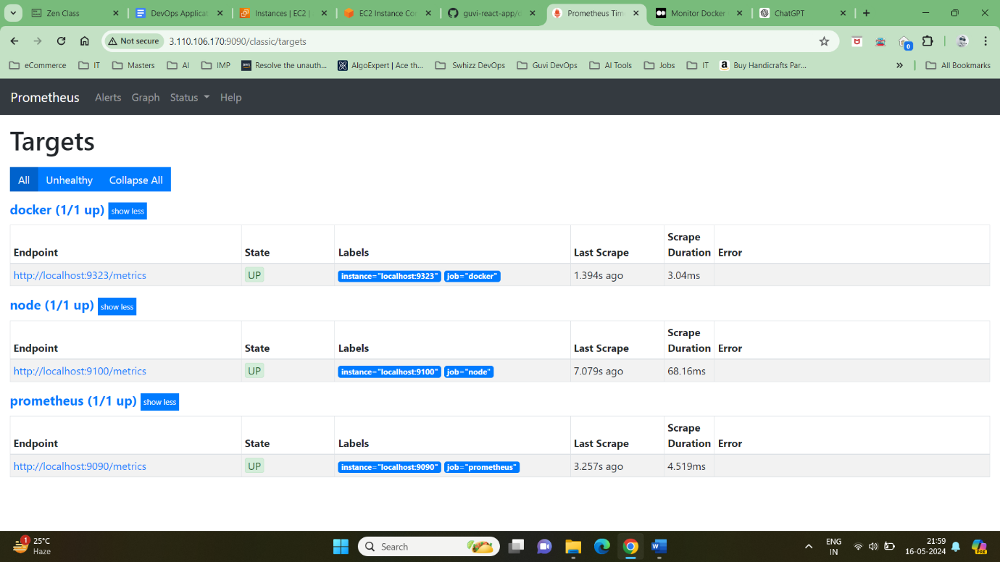 Zen Class
DevOps Applicat
Instances | EC2 |
EC2 Instance Co
guvi-react-app/d
Prometheus Tim
Monitor Docker
ChatGPT
Not secure
3.110.106.170:9090/classic/targets
0
eCommerce
IT
Masters
AI
IMP
Resolve the unauth...
AlgoExpert | Ace th...
Swhizz DevOps
Guvi DevOps
AI Tools
Jobs
IT
Buy Handicrafts Par...
All Bookmarks
Prometheus Alerts Graph Status Help
Targets
All Unhealthy Collapse All
docker (1/1 up) show less
Endpoint State Labels Last Scrape Scrape Duration Error
http://localhost:9323/metrics UP instance="localhost:9323" job="docker" 1.394s ago 3.04ms
node (1/1 up) show less
Endpoint State Labels Last Scrape Scrape Duration Error
http://localhost:9100/metrics UP instance="localhost:9100" job="node" 7.079s ago 68.16ms
prometheus (1/1 up) show less
Endpoint State Labels Last Scrape Scrape Duration Error
http://localhost:9090/metrics UP instance="localhost:9090" job="prometheus" 3.257s ago 4.519ms
1
25°C
Haze
Search
ENG
IN
21:59
16-05-2024
PRE